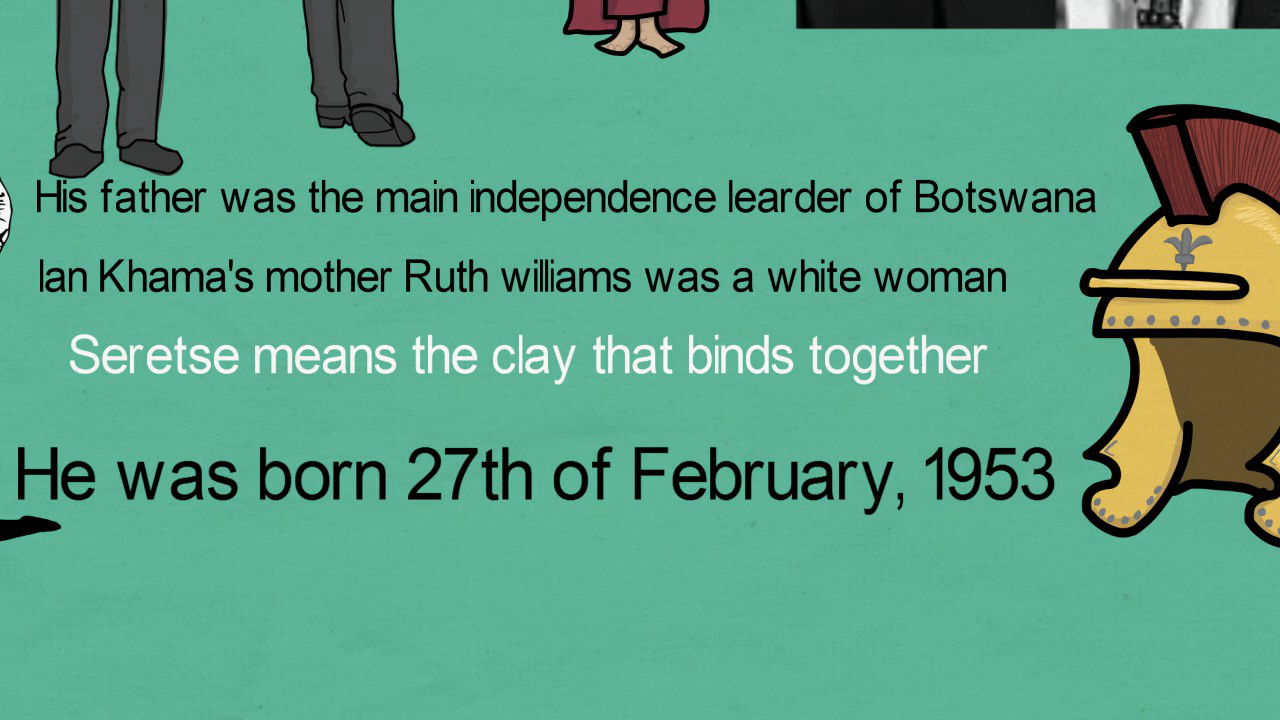 His father was the main independence learder of Botswana
Ian Khama's mother Ruth williams was a white woman
Seretse means the clay that binds together
He was born 27th of February, 1953